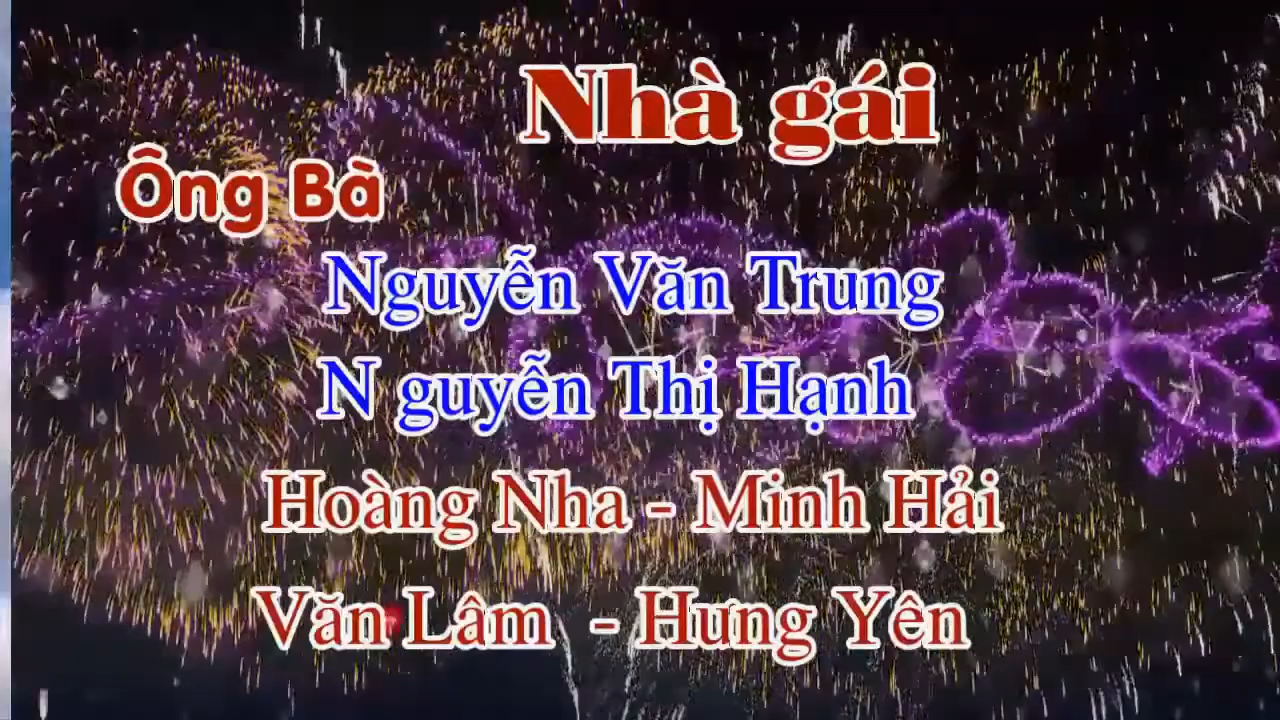 Nhà gái
Ông Bà
Nguyễn Văn Trung
N guyễn Thị Hạnh
Hoàng Nha - Minh Hải
Văn Lâm - Hưng Yên